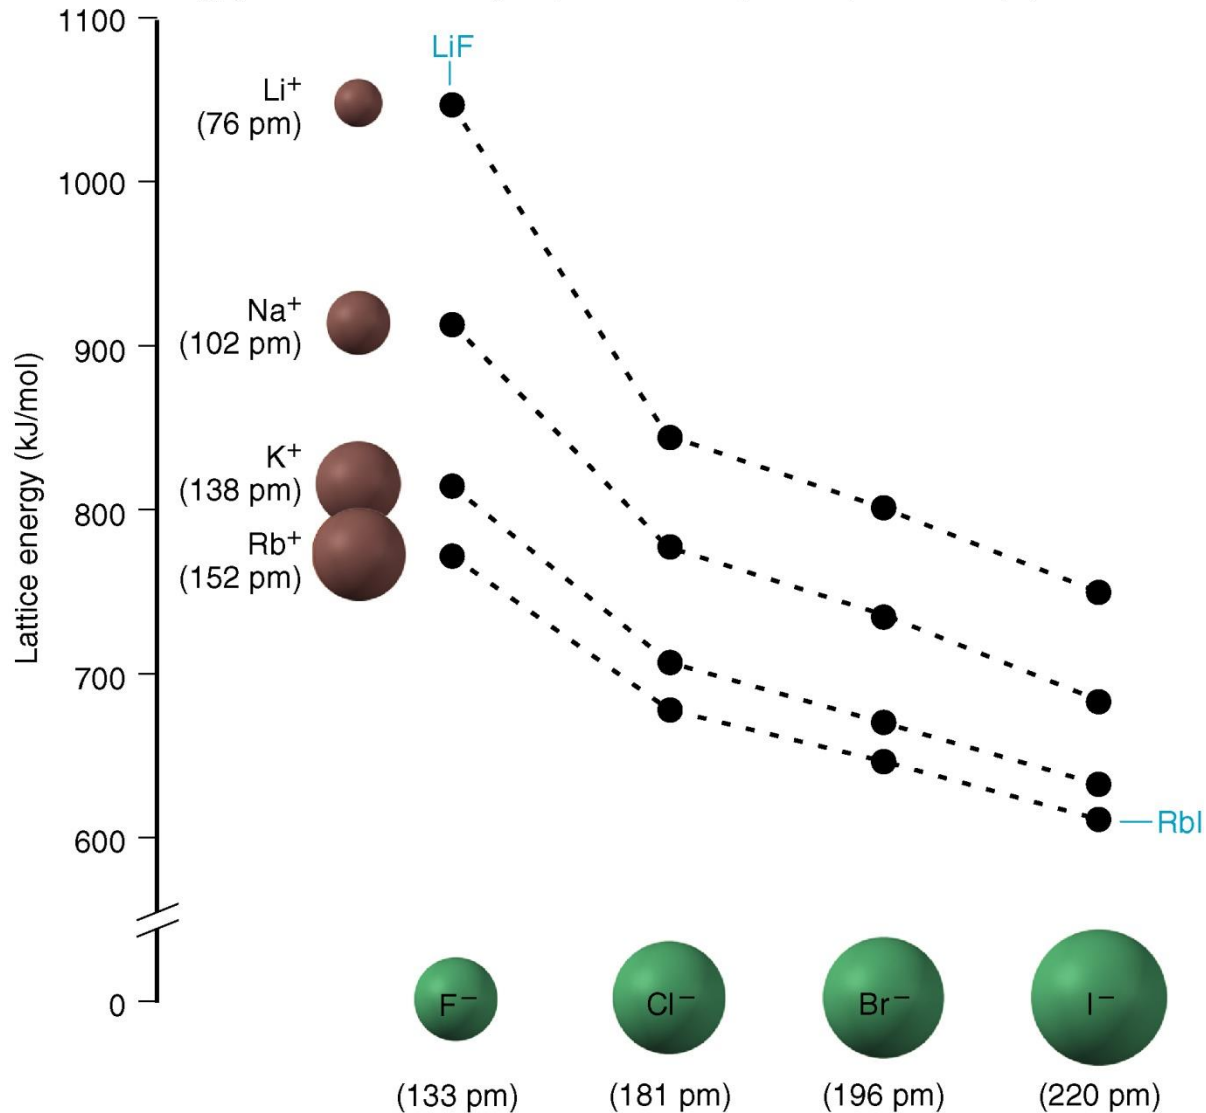 1100
LiF
Li⁺
(76 pm)
1000
Na⁺
(102 pm)
900
K⁺
(138 pm)
800
Rb⁺
(152 pm)
Lattice energy (kJ/mol)
700
RbI
600
0
F⁻
Cl⁻
Br⁻
I⁻
(133 pm)
(181 pm)
(196 pm)
(220 pm)